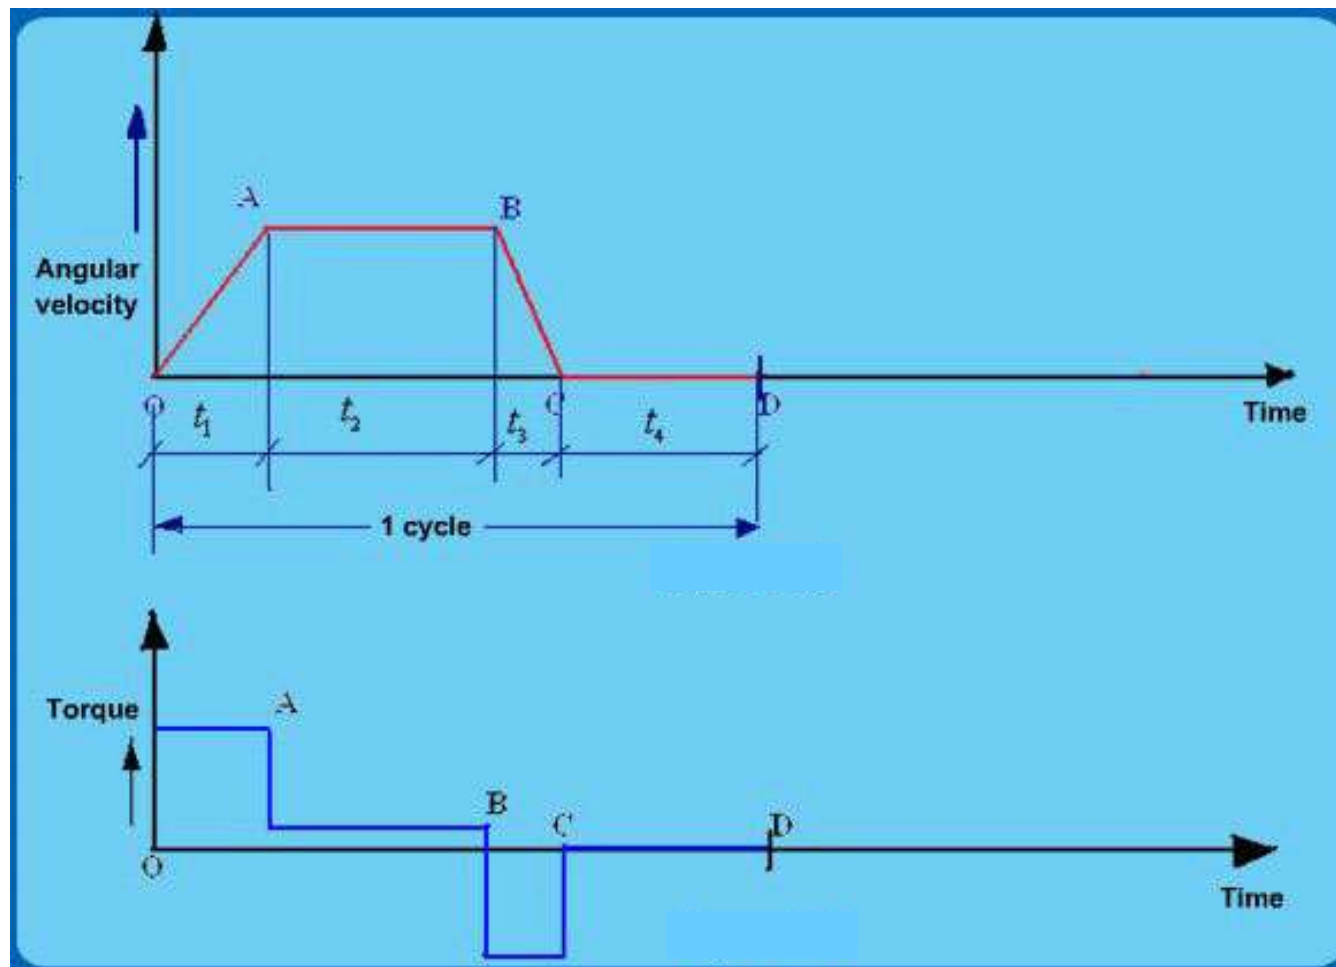 A
B
Angular
velocity
O
C
D
t₁
t₂
t₃
t₄
Time
1 cycle
Torque
A
B
C
D
O
Time